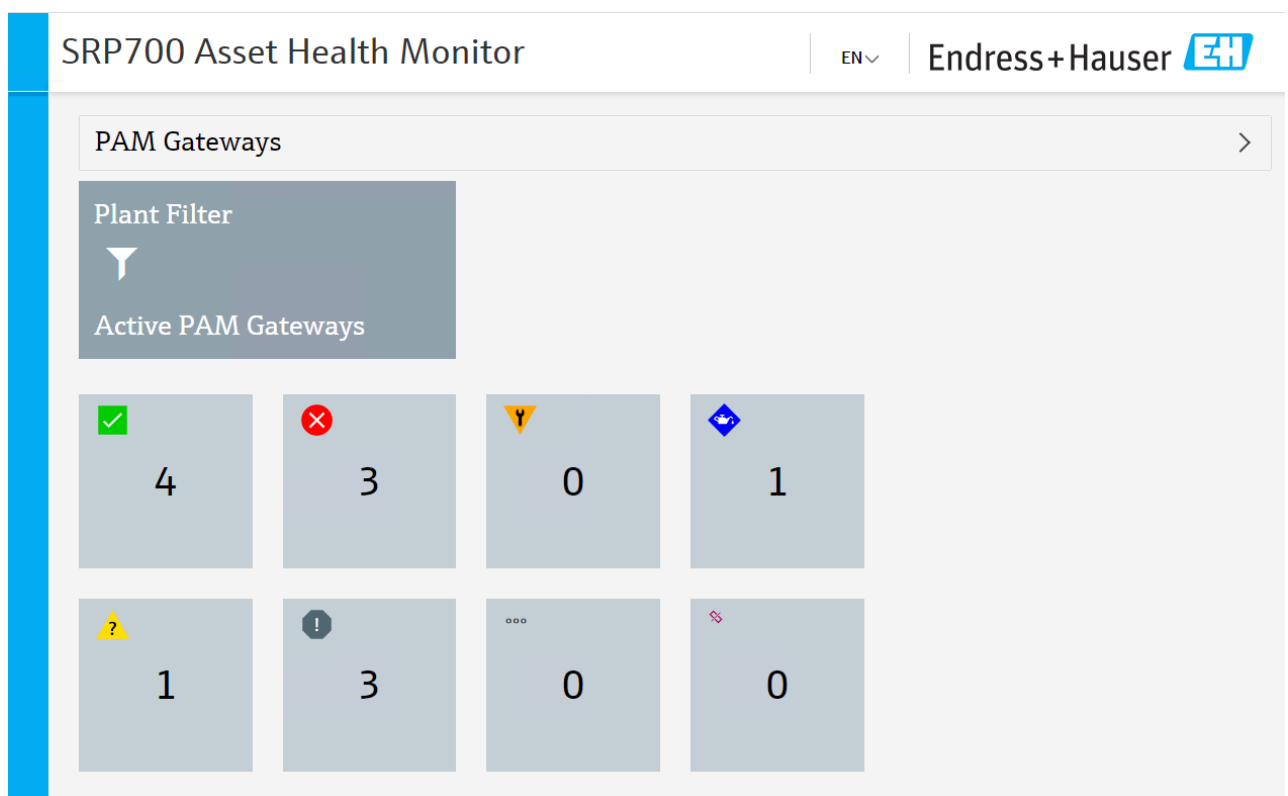 SRP700 Asset Health Monitor
EN
Endress+Hauser EH
PAM Gateways
Plant Filter
Active PAM Gateways
4
3
0
1
?
1
!
3
0
0